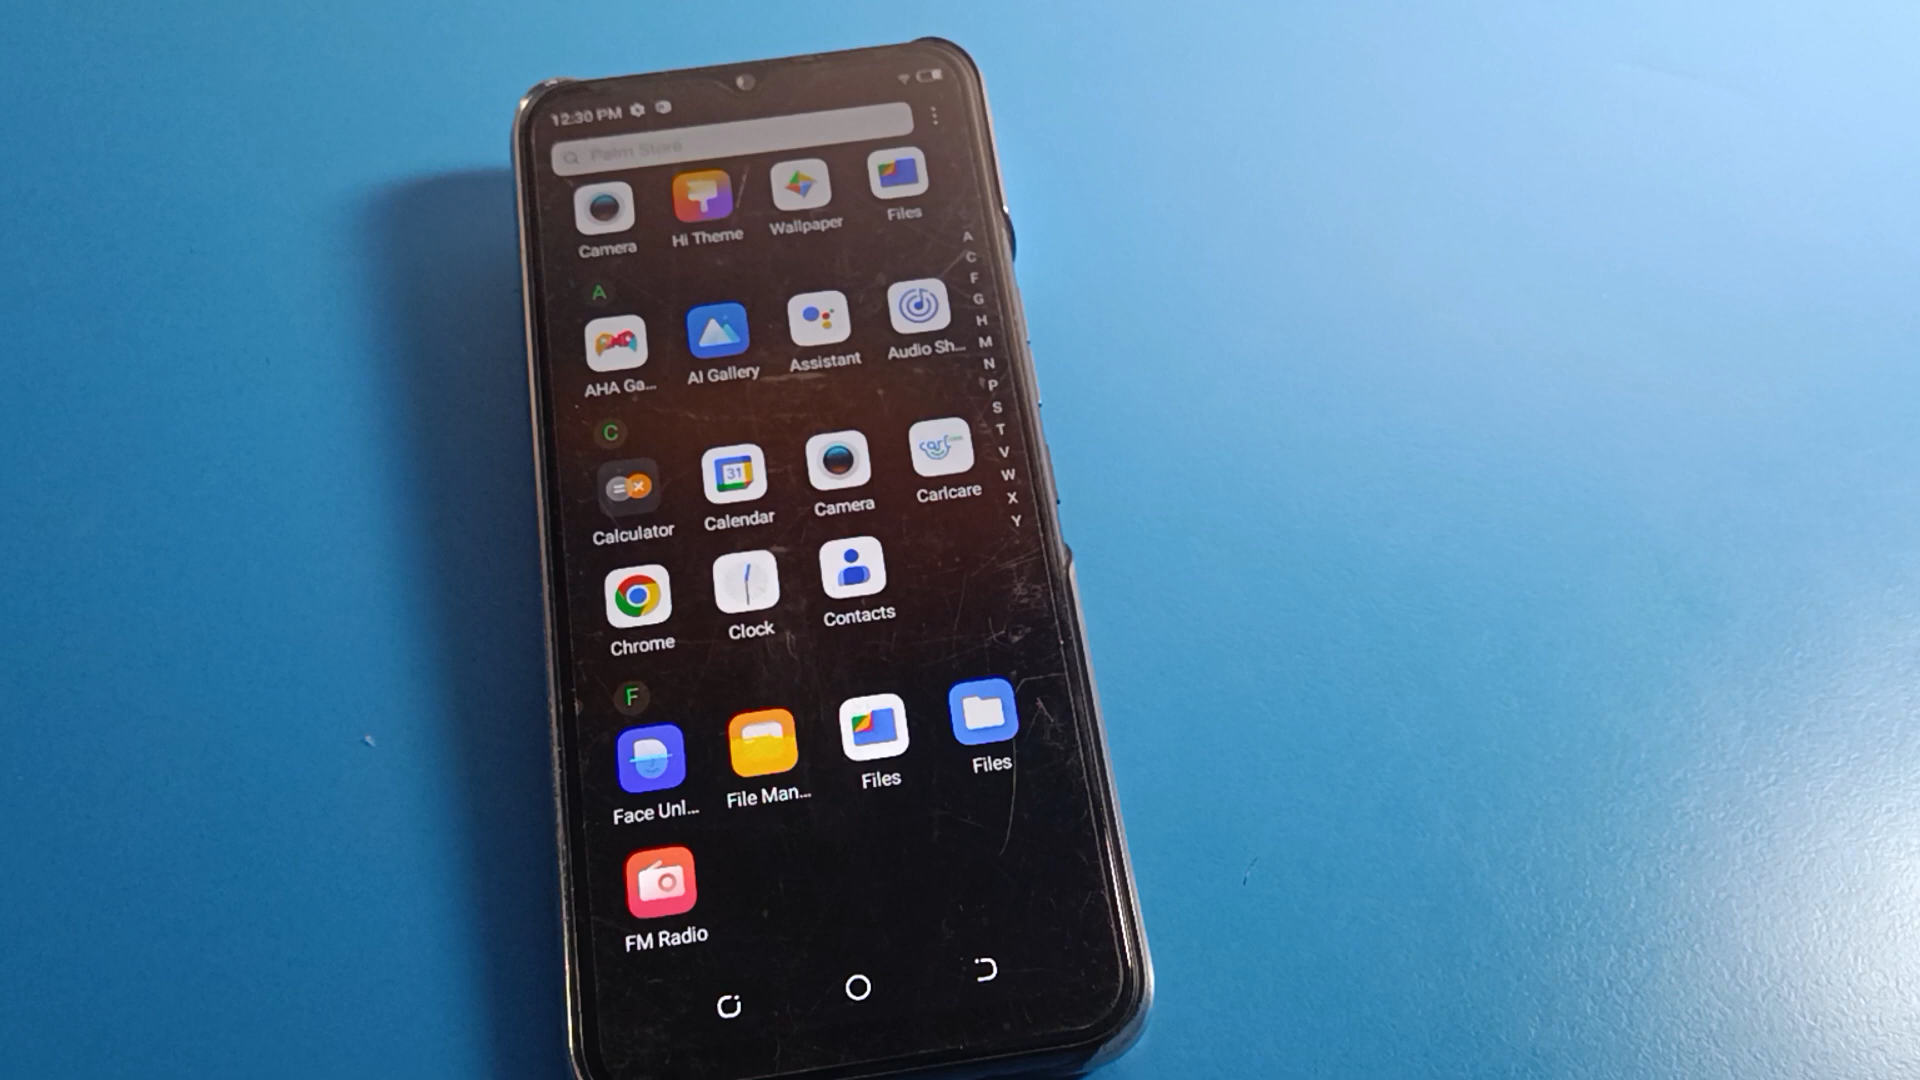 12:30 PM
Palm Store
Camera Hi Theme Wallpaper Files
A
AHA Ga... AI Gallery Assistant Audio Sh...
C
31
Calculator Calendar Camera Carlcare
Chrome Clock Contacts
F
Face Unl... File Man... Files Files
FM Radio
A
C
F
G
H
M
N
P
S
T
V
W
X
Y